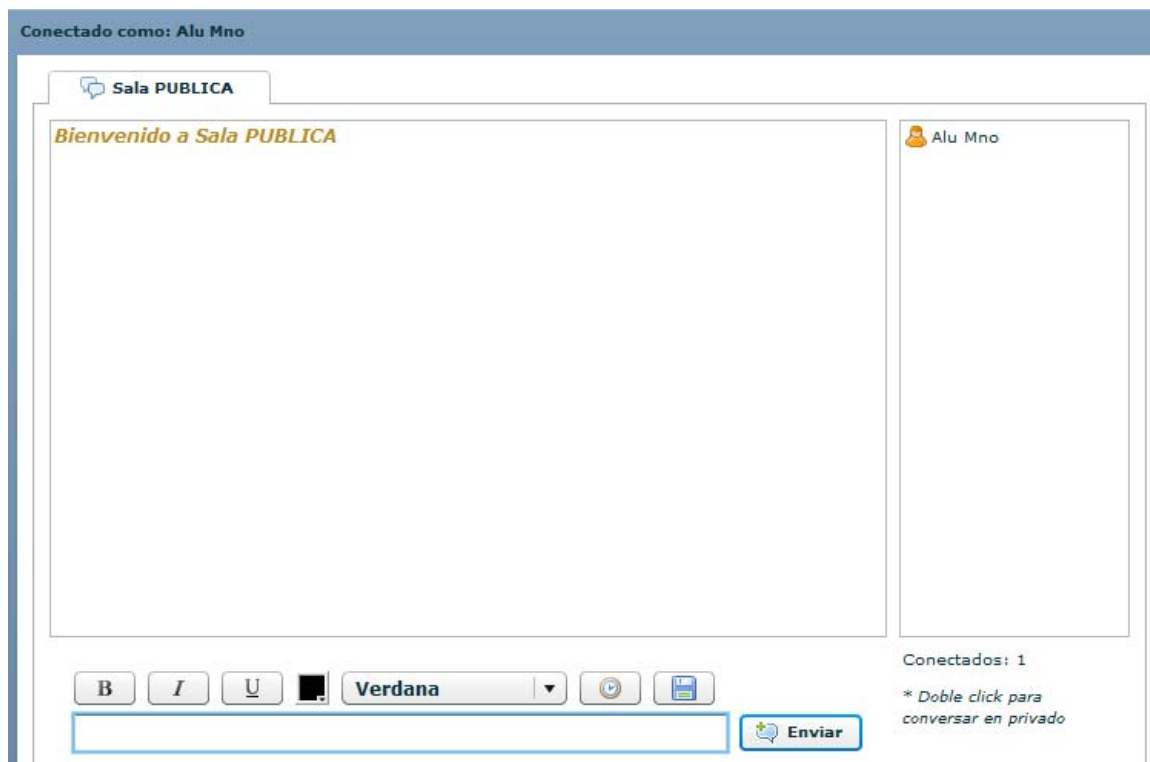 Conectado como: Alu Mno
Sala PUBLICA
Bienvenido a Sala PUBLICA
Alu Mno
Conectados: 1
* Doble click para
conversar en privado
B I U Verdana
Enviar